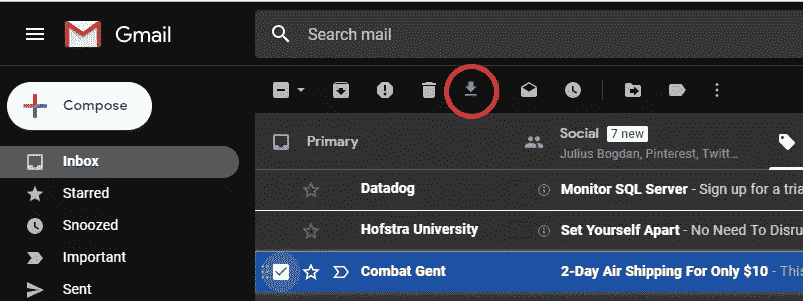 Gmail
Search mail
Compose
Primary
Social 7 new
Julius Bogdan, Pinterest, Twitt...
Inbox
Starred
Snoozed
Important
Sent
Datadog Monitor SQL Server - Sign up for a tria
Hofstra University Set Yourself Apart - No Need To Disru
Combat Gent 2-Day Air Shipping For Only $10 - This